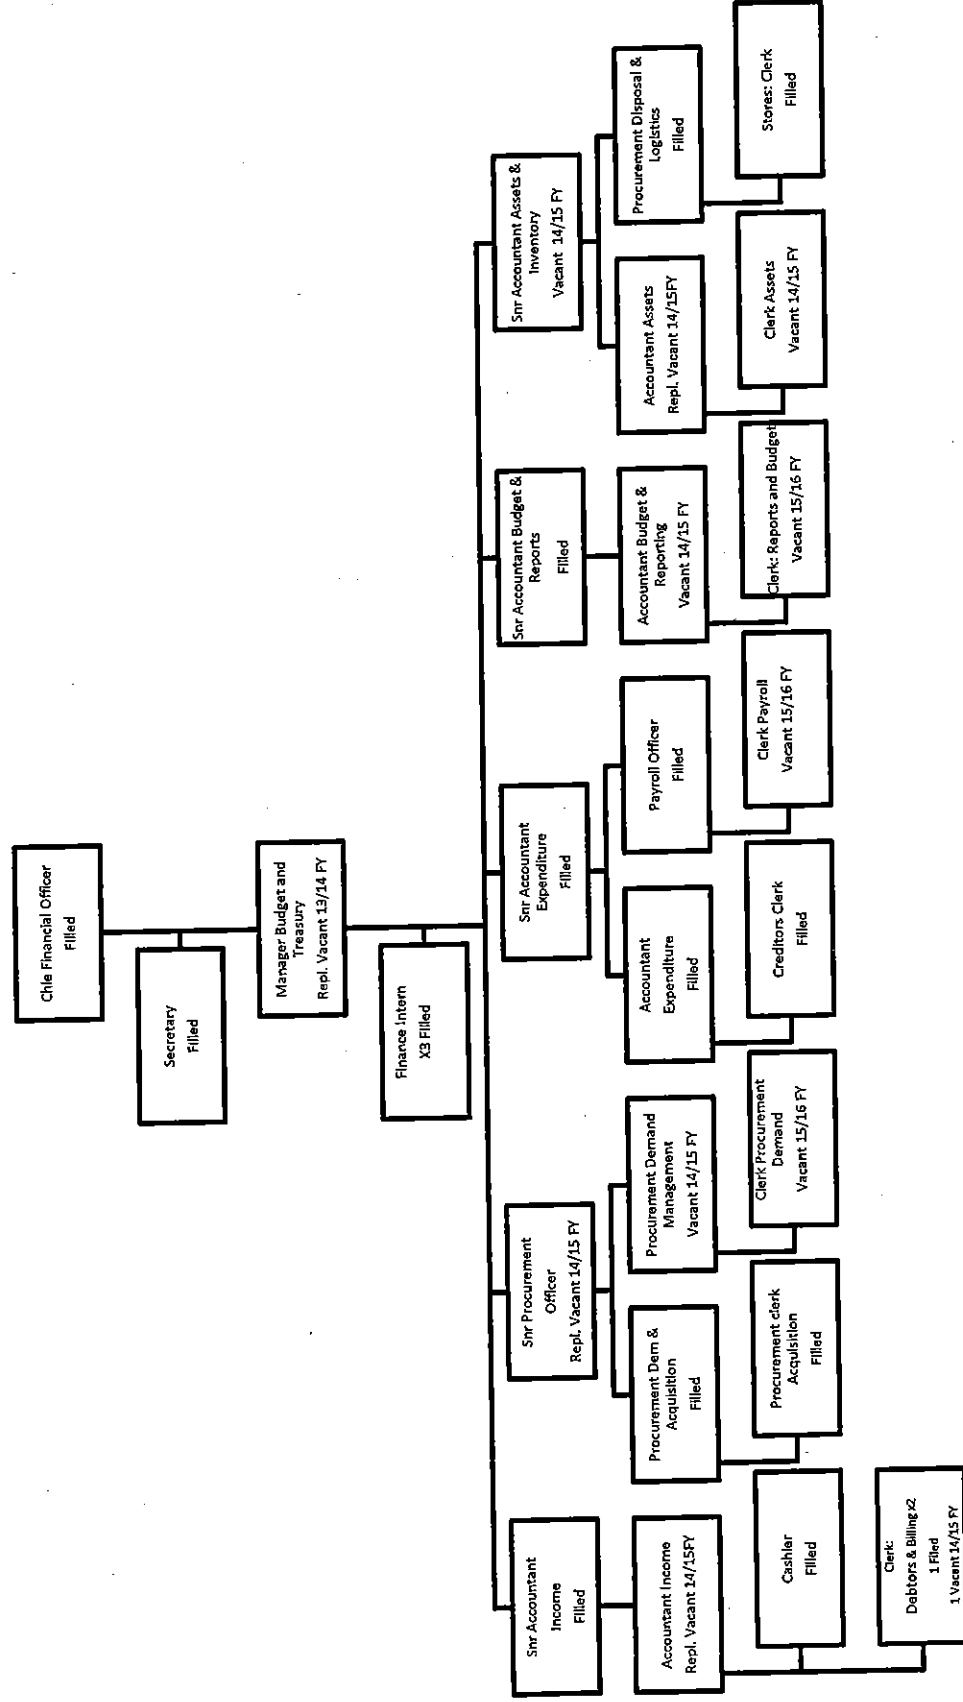 Chie Financial Officer
Filled
Secretary
Filled
Manager Budget and
Treasury
Repl. Vacant 13/14 FY
Finance Intern
X3 Filled
Snr Accountant
Income
Filled
Snr Procurement
Officer
Repl. Vacant 14/15 FY
Snr Accountant
Expenditure
Filled
Snr Accountant Budget &
Reports
Filled
Snr Accountant Assets &
Inventory
Vacant 14/15 FY
Accountant Income
Repl. Vacant 14/15FY
Procurement Dem &
Acquisition
Filled
Procurement Demand
Management
Vacant 14/15 FY
Accountant
Expenditure
Filled
Payroll Officer
Filled
Accountant Budget &
Reporting
Vacant 14/15 FY
Accountant Assets
Repl. Vacant 14/15FY
Procurement Disposal &
Logistics
Filled
Cashier
Filled
Procurement clerk
Acquisition
Filled
Clerk Procurement
Demand
Vacant 15/16 FY
Creditors Clerk
Filled
Clerk Payroll
Vacant 15/16 FY
Clerk: Reports and Budget
Vacant 15/16 FY
Clerk Assets
Vacant 14/15 FY
Stores: Clerk
Filled
Clerk:
Debtors & Billing x2
1 Filled
1 Vacant 14/15 FY